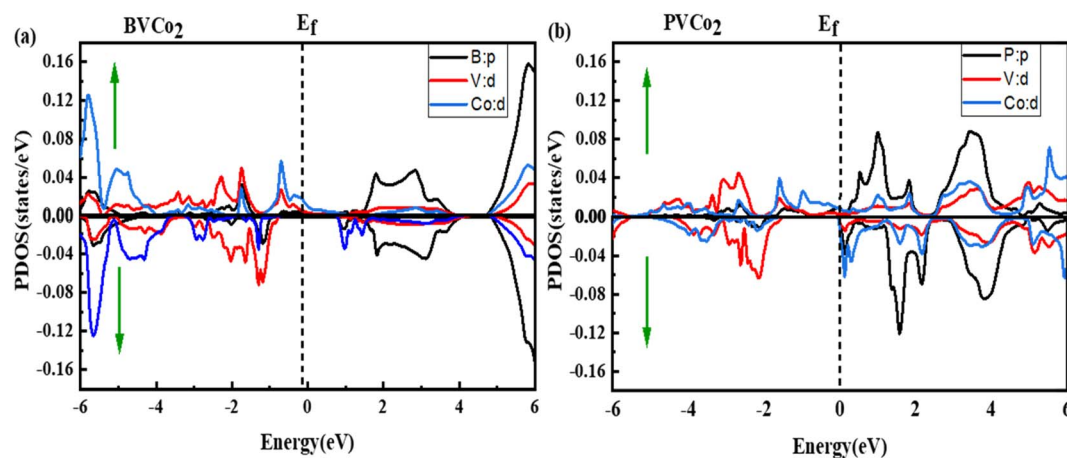 (a)
BVCo2
Ef
B:p
V:d
Co:d
0.16
0.12
0.08
0.04
0.00
-0.04
-0.08
-0.12
-0.16
PDOS(states/eV)
-6
-4
-2
0
2
4
6
Energy(eV)
(b)
PVCo2
Ef
P:p
V:d
Co:d
0.16
0.12
0.08
0.04
0.00
-0.04
-0.08
-0.12
-0.16
PDOS(states/eV)
-6
-4
-2
0
2
4
6
Energy(eV)